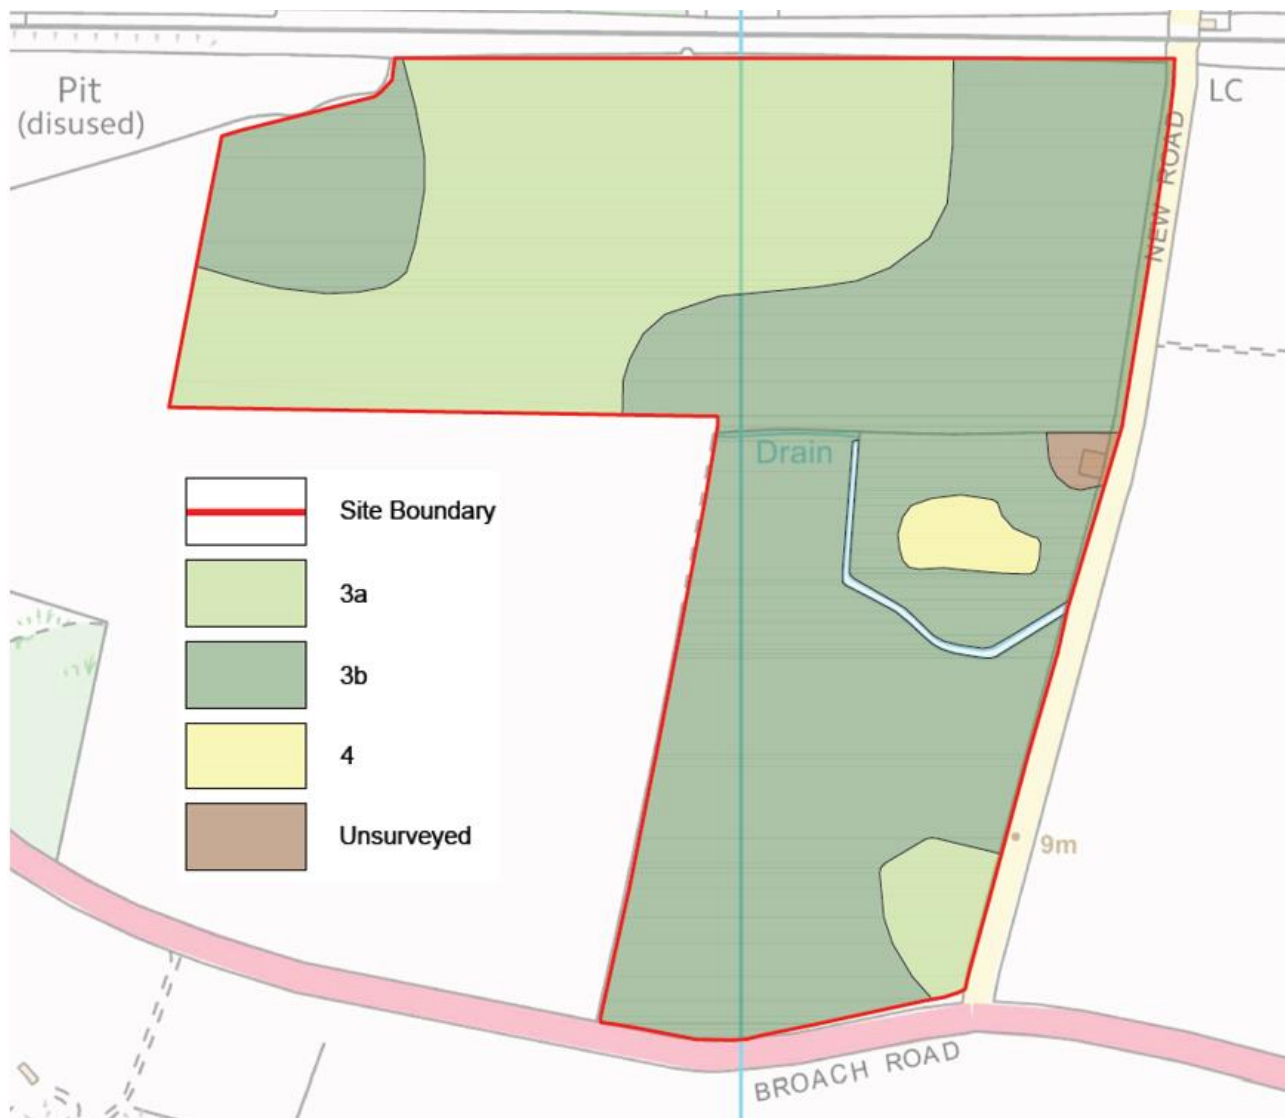 Pit
(disused)
LC
NEW ROAD
Drain
Site Boundary
3a
3b
4
Unsurveyed
9m
BROACH ROAD